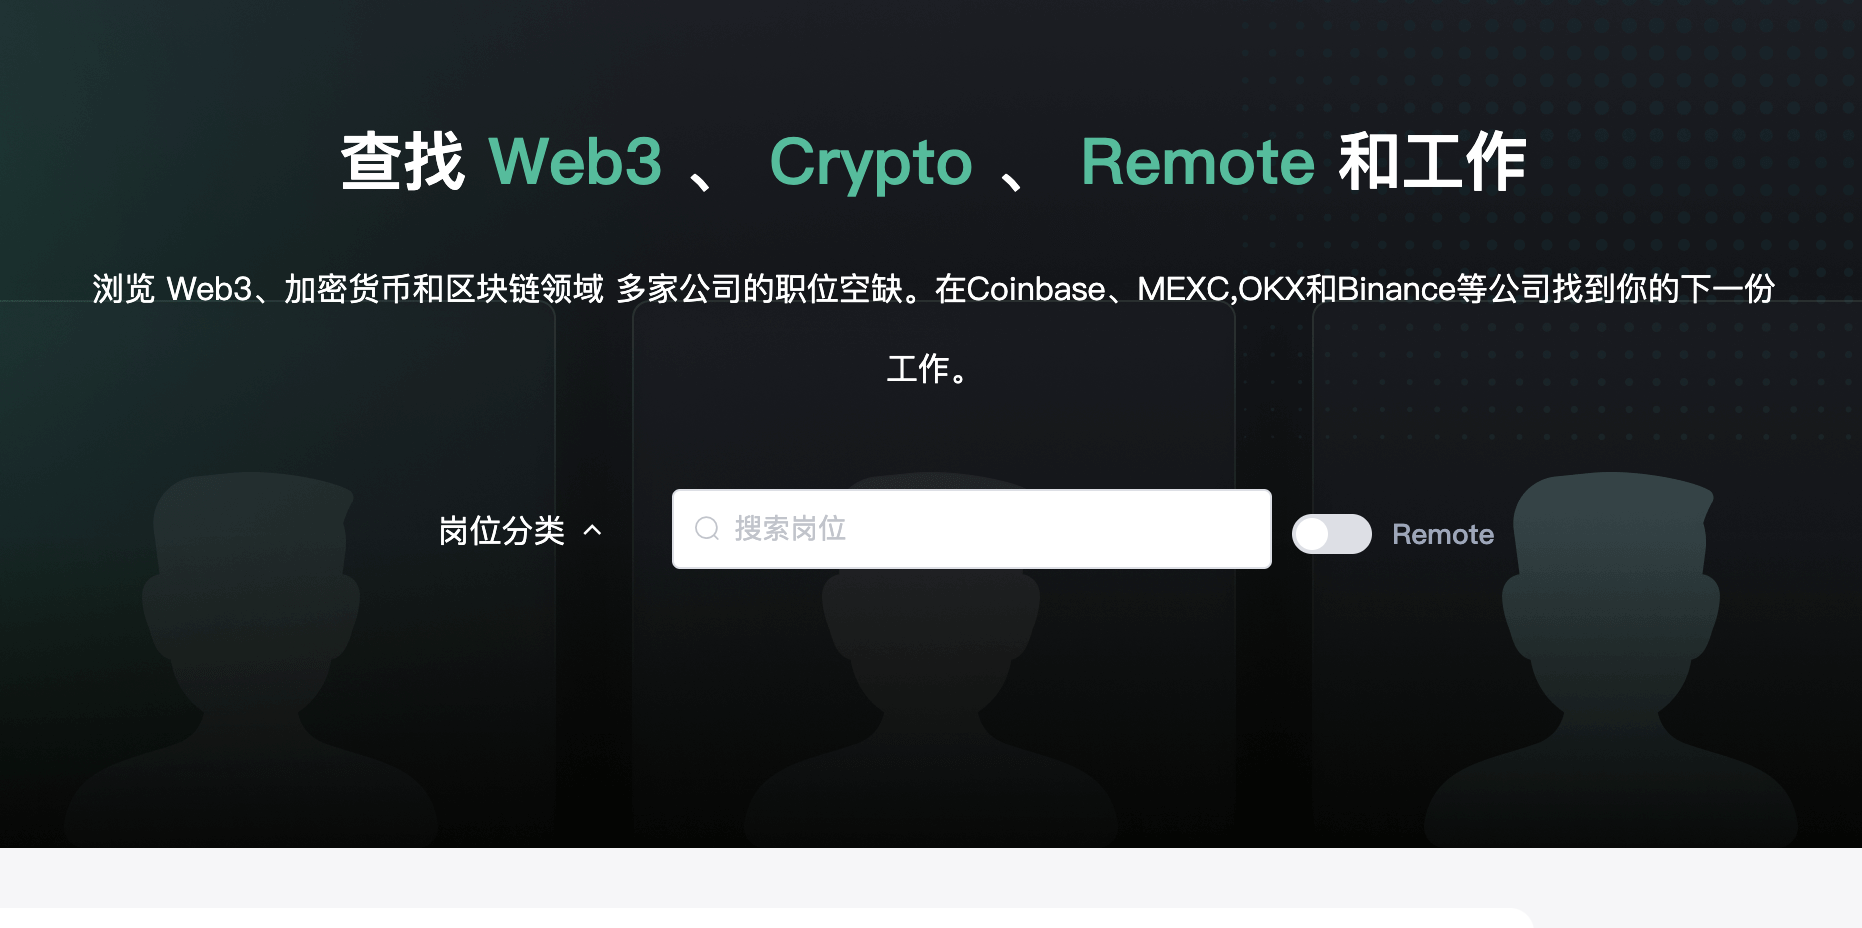 查找 Web3 、 Crypto 、 Remote 和工作
浏览 Web3、加密货币和区块链领域 多家公司的职位空缺。在Coinbase、MEXC,OKX和Binance等公司找到你的下一份
工作。
岗位分类 搜索岗位 Remote